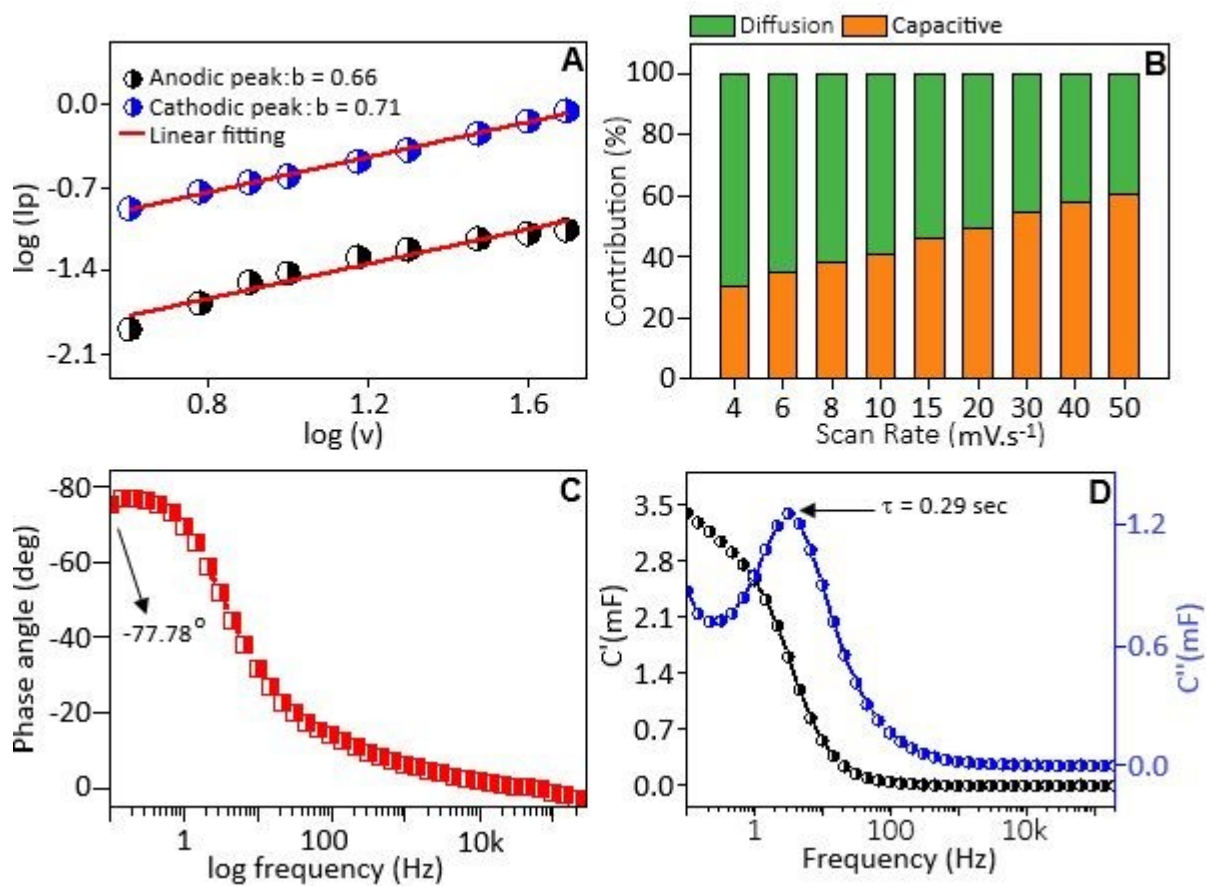 A
Anodic peak: b = 0.66
Cathodic peak: b = 0.71
Linear fitting
0.0
-0.7
-1.4
-2.1
log (Ip)
0.8 1.2 1.6
log (v)
Diffusion Capacitive
B
100
80
60
40
20
0
Contribution (%)
4 6 8 10 15 20 30 40 50
Scan Rate (mV.s⁻¹)
C
-80
-60
-40
-20
0
Phase angle (deg)
-77.78°
1 100 10k
log frequency (Hz)
D
τ = 0.29 sec
3.5
2.8
2.1
1.4
0.7
0.0
C'(mF)
1.2
0.6
0.0
C''(mF)
1 100 10k
Frequency (Hz)